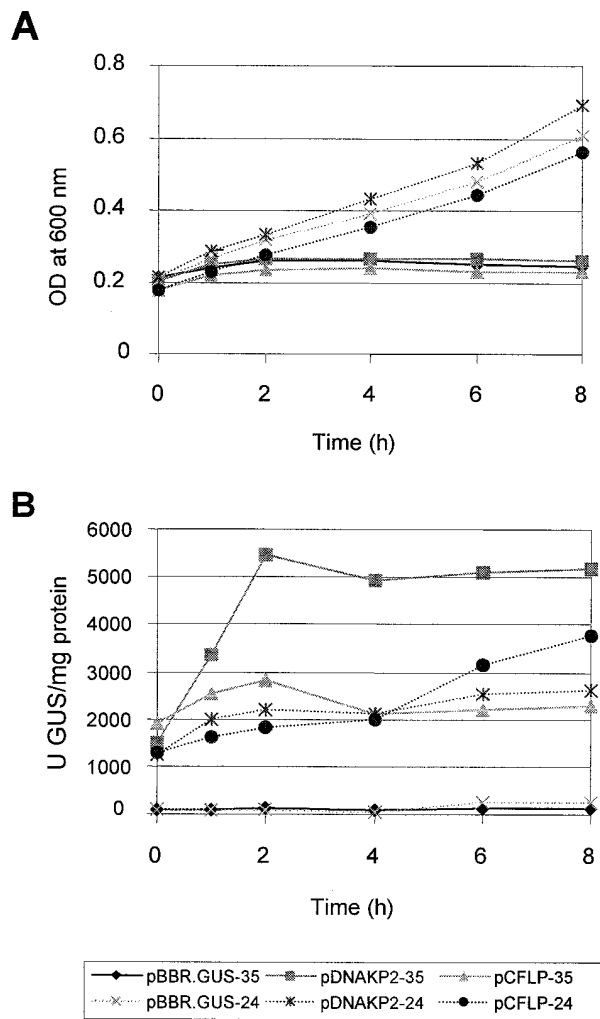 A
0.8
0.6
0.4
0.2
0
OD at 600 nm
0 2 4 6 8
Time (h)
B
6000
5000
4000
3000
2000
1000
0
U GUS/mg protein
0 2 4 6 8
Time (h)
pBBR.GUS-35 pDNAKP2-35 pCFLP-35
pBBR.GUS-24 pDNAKP2-24 pCFLP-24